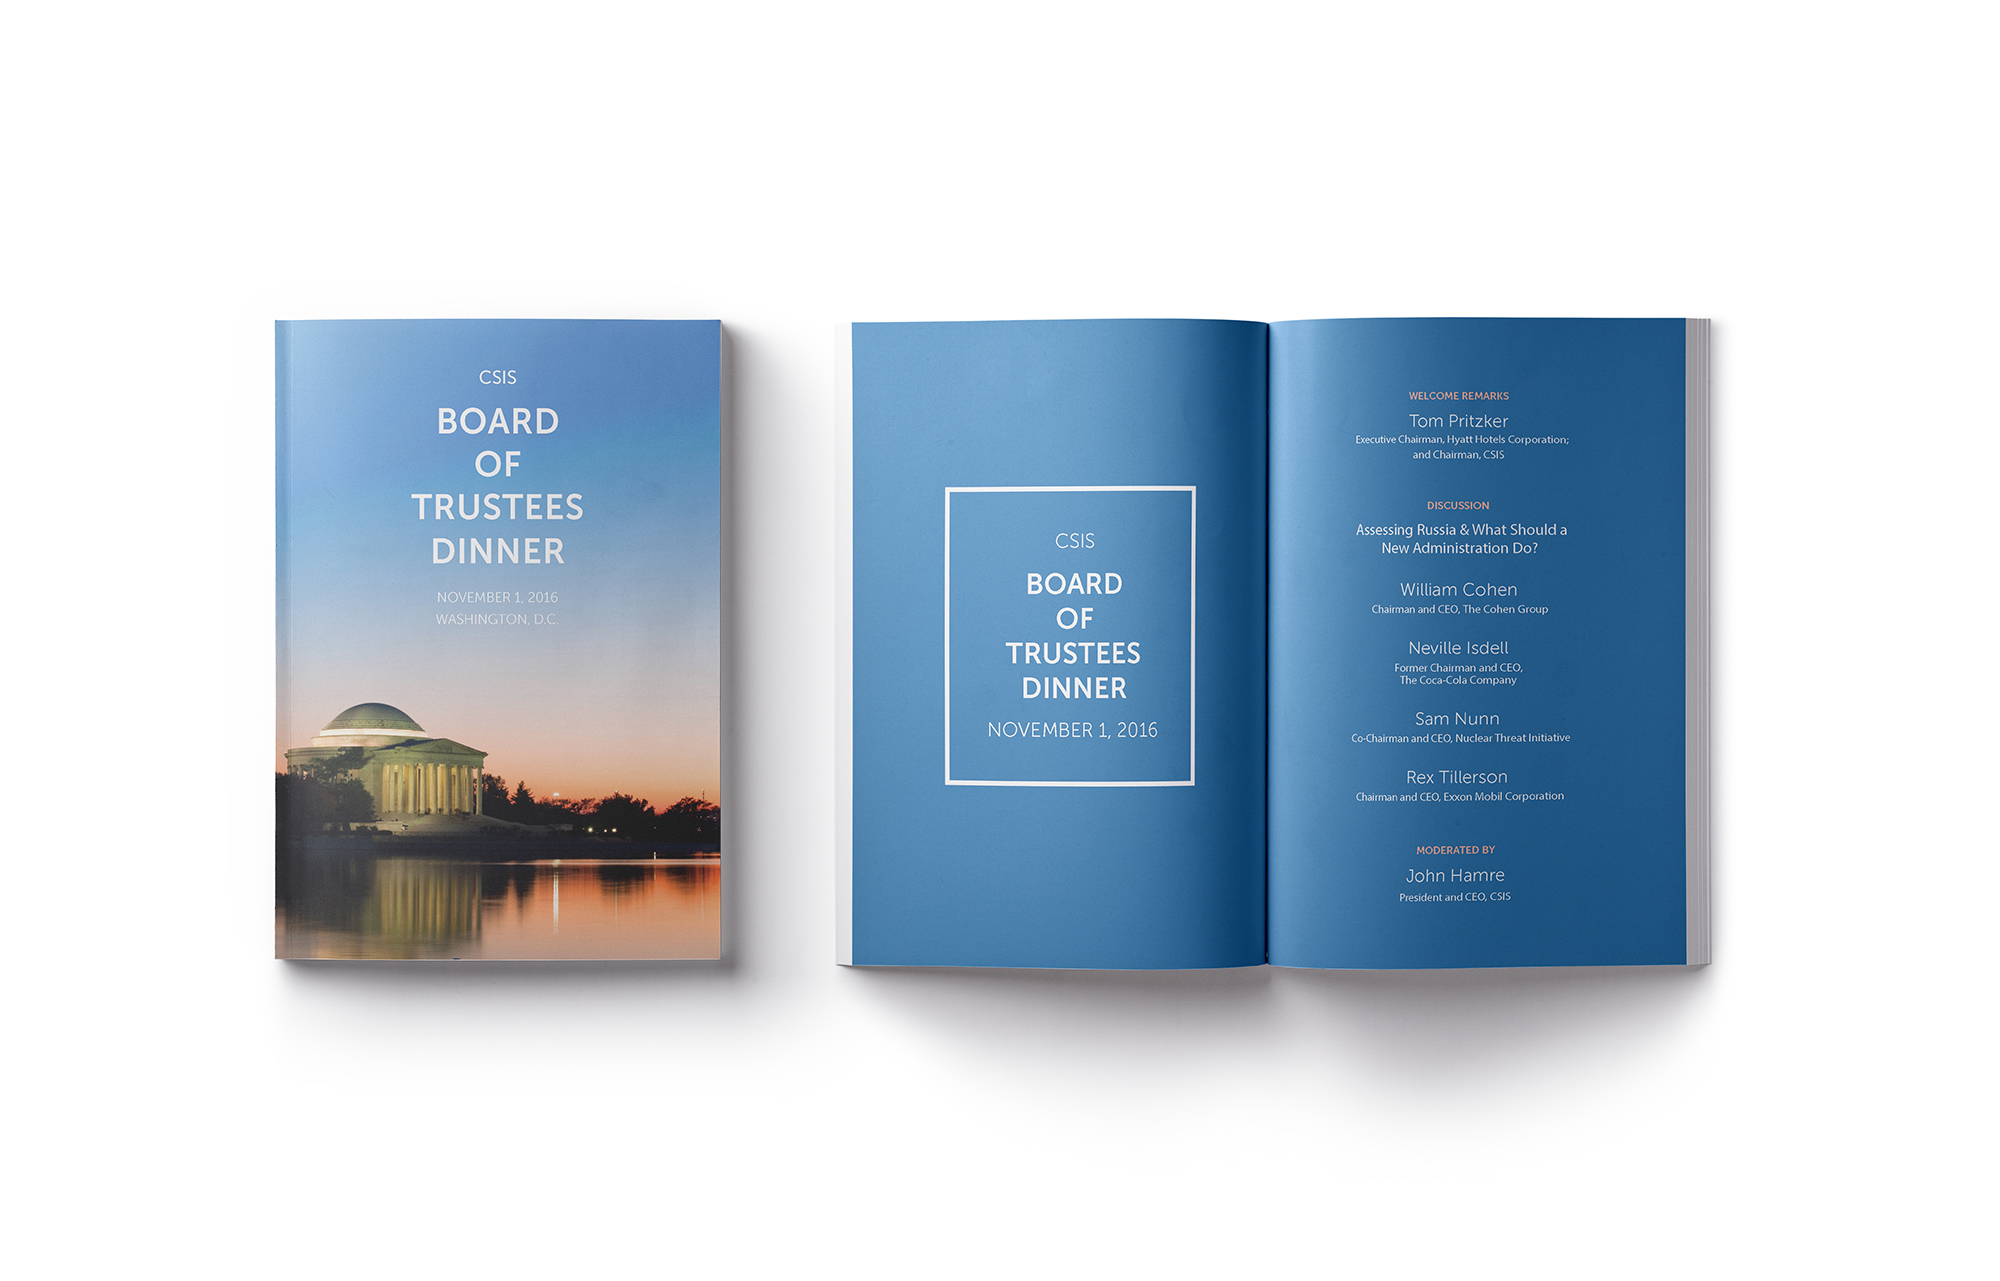 CSIS
BOARD
OF
TRUSTEES
DINNER
NOVEMBER 1, 2016
WASHINGTON, D.C.
CSIS
BOARD
OF
TRUSTEES
DINNER
NOVEMBER 1, 2016
WELCOME REMARKS
Tom Pritzker
Executive Chairman, Hyatt Hotels Corporation;
and Chairman, CSIS
DISCUSSION
Assessing Russia & What Should a
New Administration Do?
William Cohen
Chairman and CEO, The Cohen Group
Neville Isdell
Former Chairman and CEO,
The Coca-Cola Company
Sam Nunn
Co-Chairman and CEO, Nuclear Threat Initiative
Rex Tillerson
Chairman and CEO, Exxon Mobil Corporation
MODERATED BY
John Hamre
President and CEO, CSIS